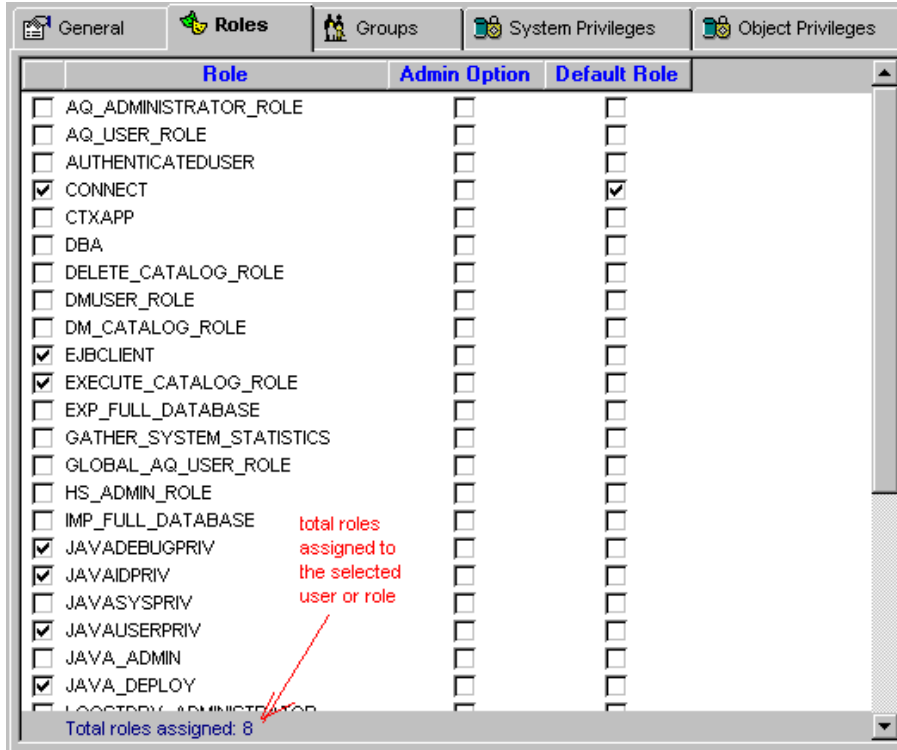 General Roles Groups System Privileges Object Privileges
Role Admin Option Default Role
AQ_ADMINISTRATOR_ROLE
AQ_USER_ROLE
AUTHENTICATEDUSER
CONNECT
CTXAPP
DBA
DELETE_CATALOG_ROLE
DMUSER_ROLE
DM_CATALOG_ROLE
EJBCLIENT
EXECUTE_CATALOG_ROLE
EXP_FULL_DATABASE
GATHER_SYSTEM_STATISTICS
GLOBAL_AQ_USER_ROLE
HS_ADMIN_ROLE
IMP_FULL_DATABASE
total roles
assigned to
the selected
user or role
JAVADEBUGPRIV
JAVAIDPRIV
JAVASYSPRIV
JAVAUSERPRIV
JAVA_ADMIN
JAVA_DEPLOY
Total roles assigned: 8